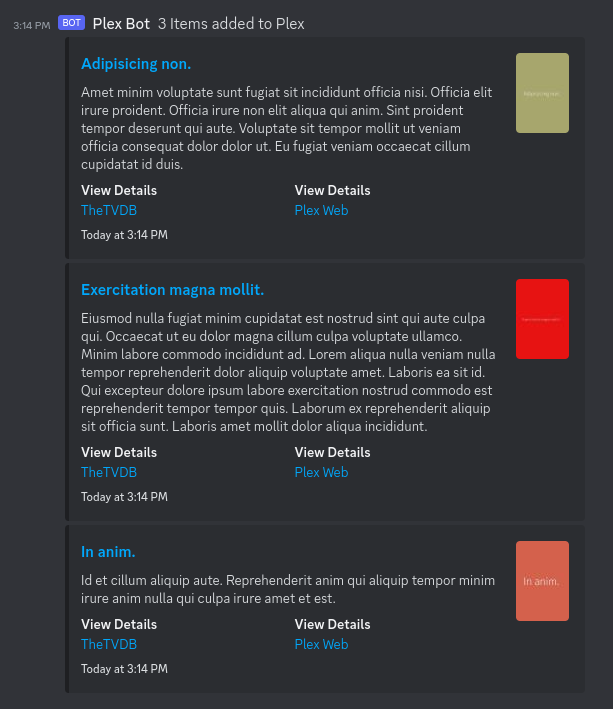 3:14 PM BOT Plex Bot 3 Items added to Plex
Adipisicing non.
Adipisicing non.
Amet minim voluptate sunt fugiat sit incididunt officia nisi. Officia elit
irure proident. Officia irure non elit aliqua qui anim. Sint proident
tempor deserunt qui aute. Voluptate sit tempor mollit ut veniam
officia consequat dolor dolor ut. Eu fugiat veniam occaecat cillum
cupidatat id duis.
View Details View Details
TheTVDB Plex Web
Today at 3:14 PM
Exercitation magna mollit.
Eiusmod nulla fugiat minim cupidatat est nostrud sint qui aute culpa
qui. Occaecat ut eu dolor magna cillum culpa voluptate ullamco.
Minim labore commodo incididunt ad. Lorem aliqua nulla veniam nulla
tempor reprehenderit dolor aliquip voluptate amet. Laboris ea sit id.
Qui excepteur dolore ipsum labore exercitation nostrud commodo est
reprehenderit tempor tempor quis. Laborum ex reprehenderit aliquip
sit officia sunt. Laboris amet mollit dolor aliqua incididunt.
View Details View Details
TheTVDB Plex Web
Today at 3:14 PM
In anim.
In anim.
Id et cillum aliquip aute. Reprehenderit anim qui aliquip tempor minim
irure anim nulla qui culpa irure amet et est.
View Details View Details
TheTVDB Plex Web
Today at 3:14 PM